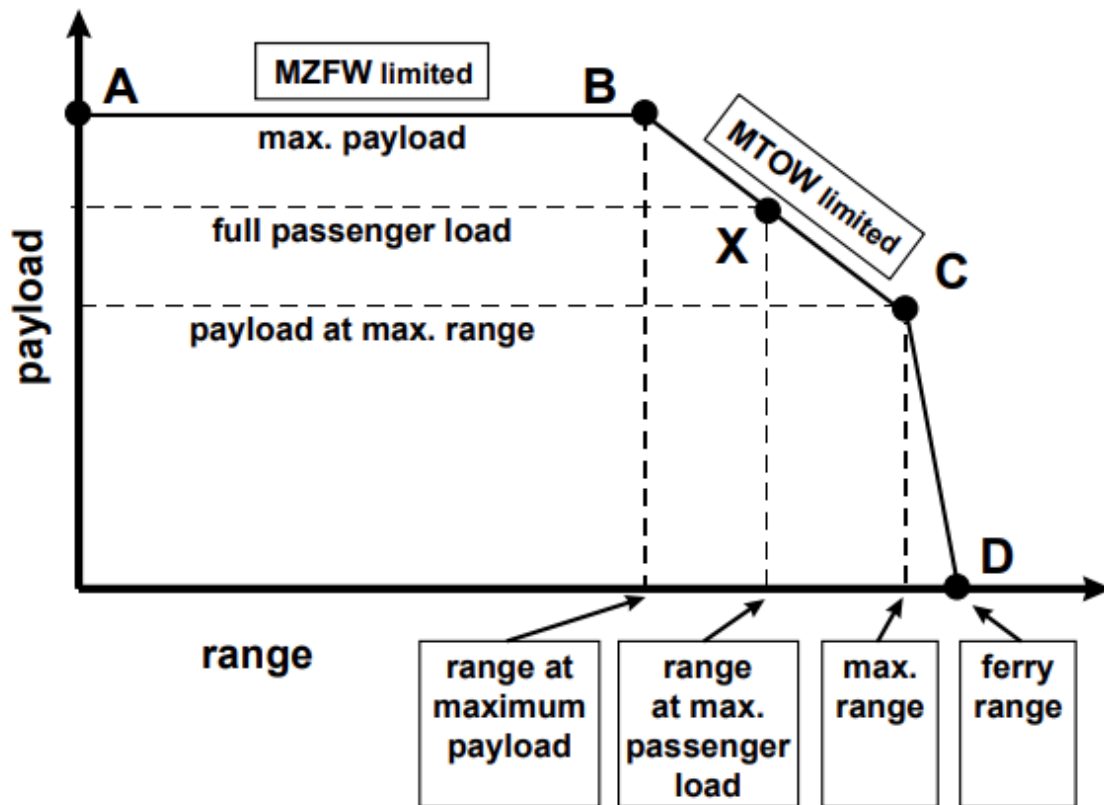 A
MZFW limited
B
max. payload
MTOW limited
full passenger load
X
C
payload at max. range
payload
D
range
range at
maximum
payload
range
at max.
passenger
load
max.
range
ferry
range